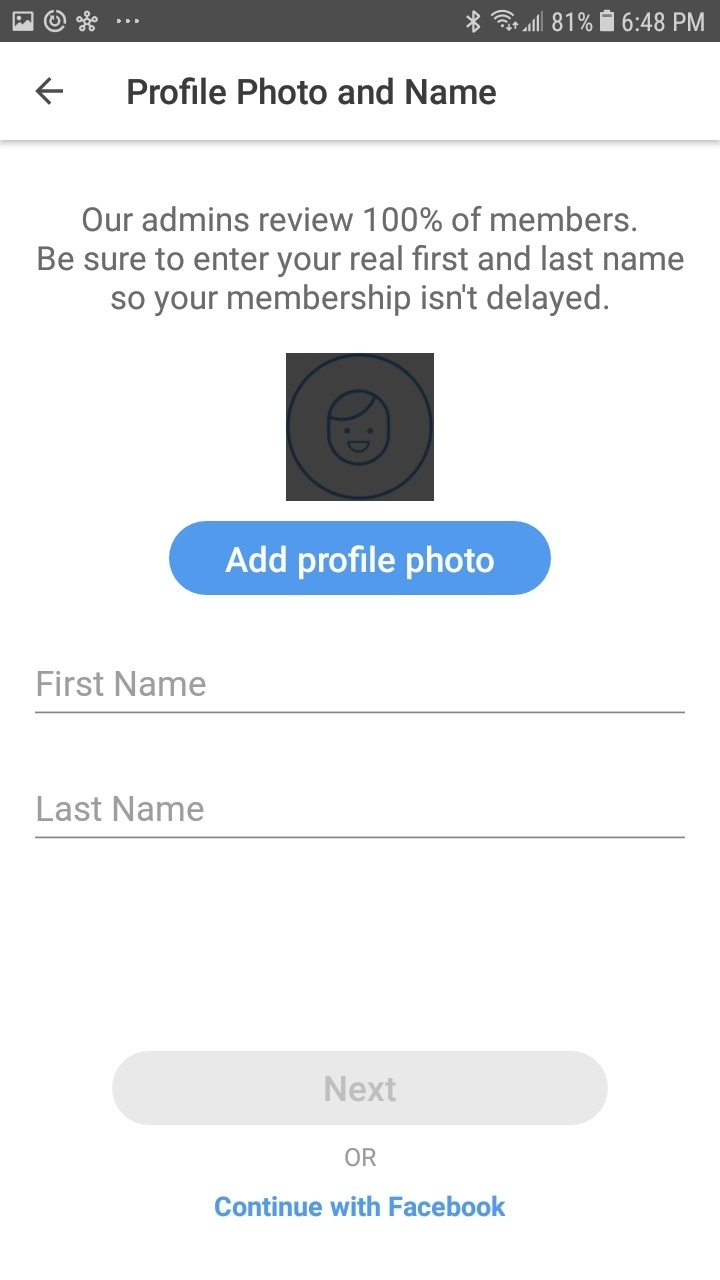 81% 6:48 PM
Profile Photo and Name
Our admins review 100% of members.
Be sure to enter your real first and last name
so your membership isn't delayed.
Add profile photo
First Name
Last Name
Next
OR
Continue with Facebook